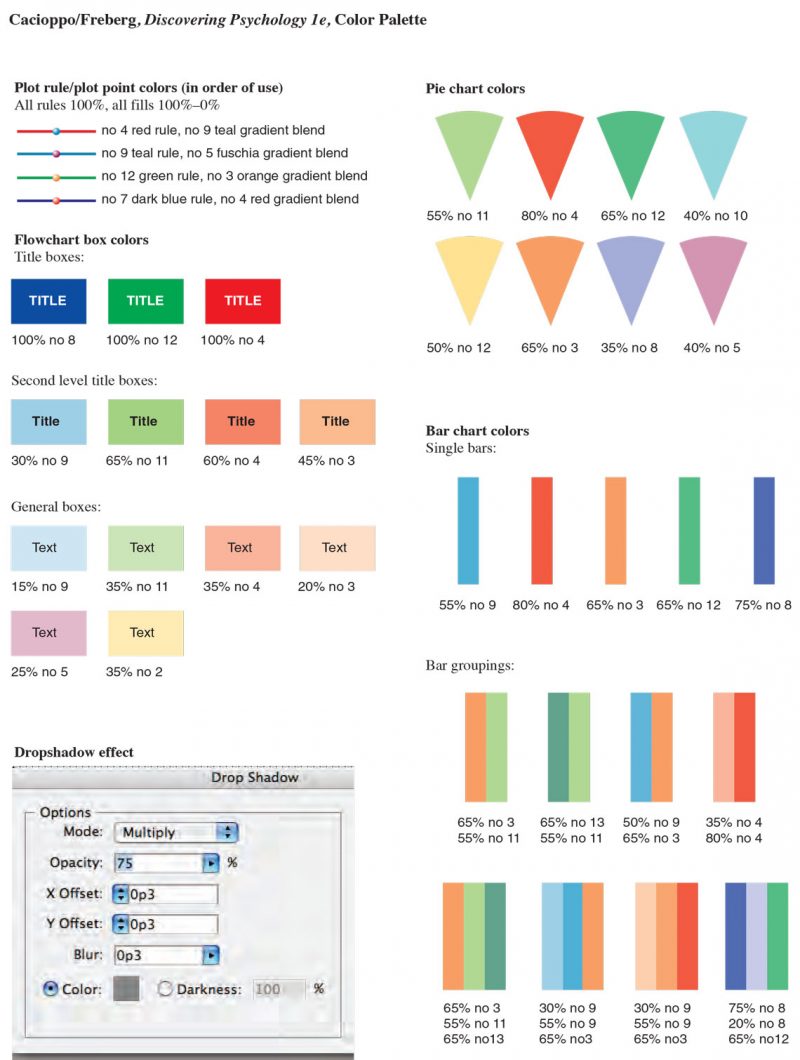 Cacioppo/Freberg, Discovering Psychology 1e, Color Palette
Plot rule/plot point colors (in order of use)
All rules 100%, all fills 100%–0%
no 4 red rule, no 9 teal gradient blend
no 9 teal rule, no 5 fuschia gradient blend
no 12 green rule, no 3 orange gradient blend
no 7 dark blue rule, no 4 red gradient blend
Flowchart box colors
Title boxes:
TITLE TITLE TITLE
100% no 8 100% no 12 100% no 4
Second level title boxes:
Title Title Title Title
30% no 9 65% no 11 60% no 4 45% no 3
General boxes:
Text Text Text Text
15% no 9 35% no 11 35% no 4 20% no 3
Text Text
25% no 5 35% no 2
Dropshadow effect
Drop Shadow
Options
Mode: Multiply
Opacity: 75 %
X Offset: 0p3
Y Offset: 0p3
Blur: 0p3
Color: Darkness: 100 %
Pie chart colors
55% no 11 80% no 4 65% no 12 40% no 10
50% no 12 65% no 3 35% no 8 40% no 5
Bar chart colors
Single bars:
55% no 9 80% no 4 65% no 3 65% no 12 75% no 8
Bar groupings:
65% no 3 65% no 13 50% no 9 35% no 4
55% no 11 55% no 11 65% no 3 80% no 4
65% no 3 30% no 9 30% no 9 75% no 8
55% no 11 55% no 9 55% no 9 20% no 8
65% no13 65% no3 65% no3 65% no12